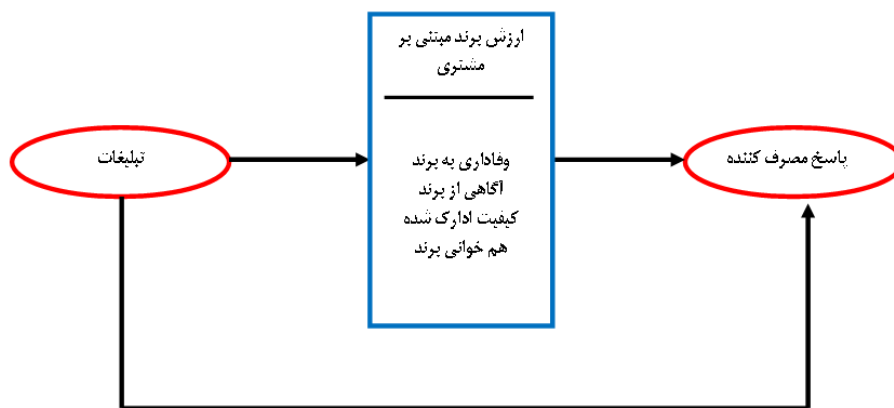 ارزش برند مبتنی بر
مشتری
وفاداری به برند
آگاهی از برند
کیفیت ادارک شده
هم خوانی برند
تبلیغات
پاسخ مصرف کننده